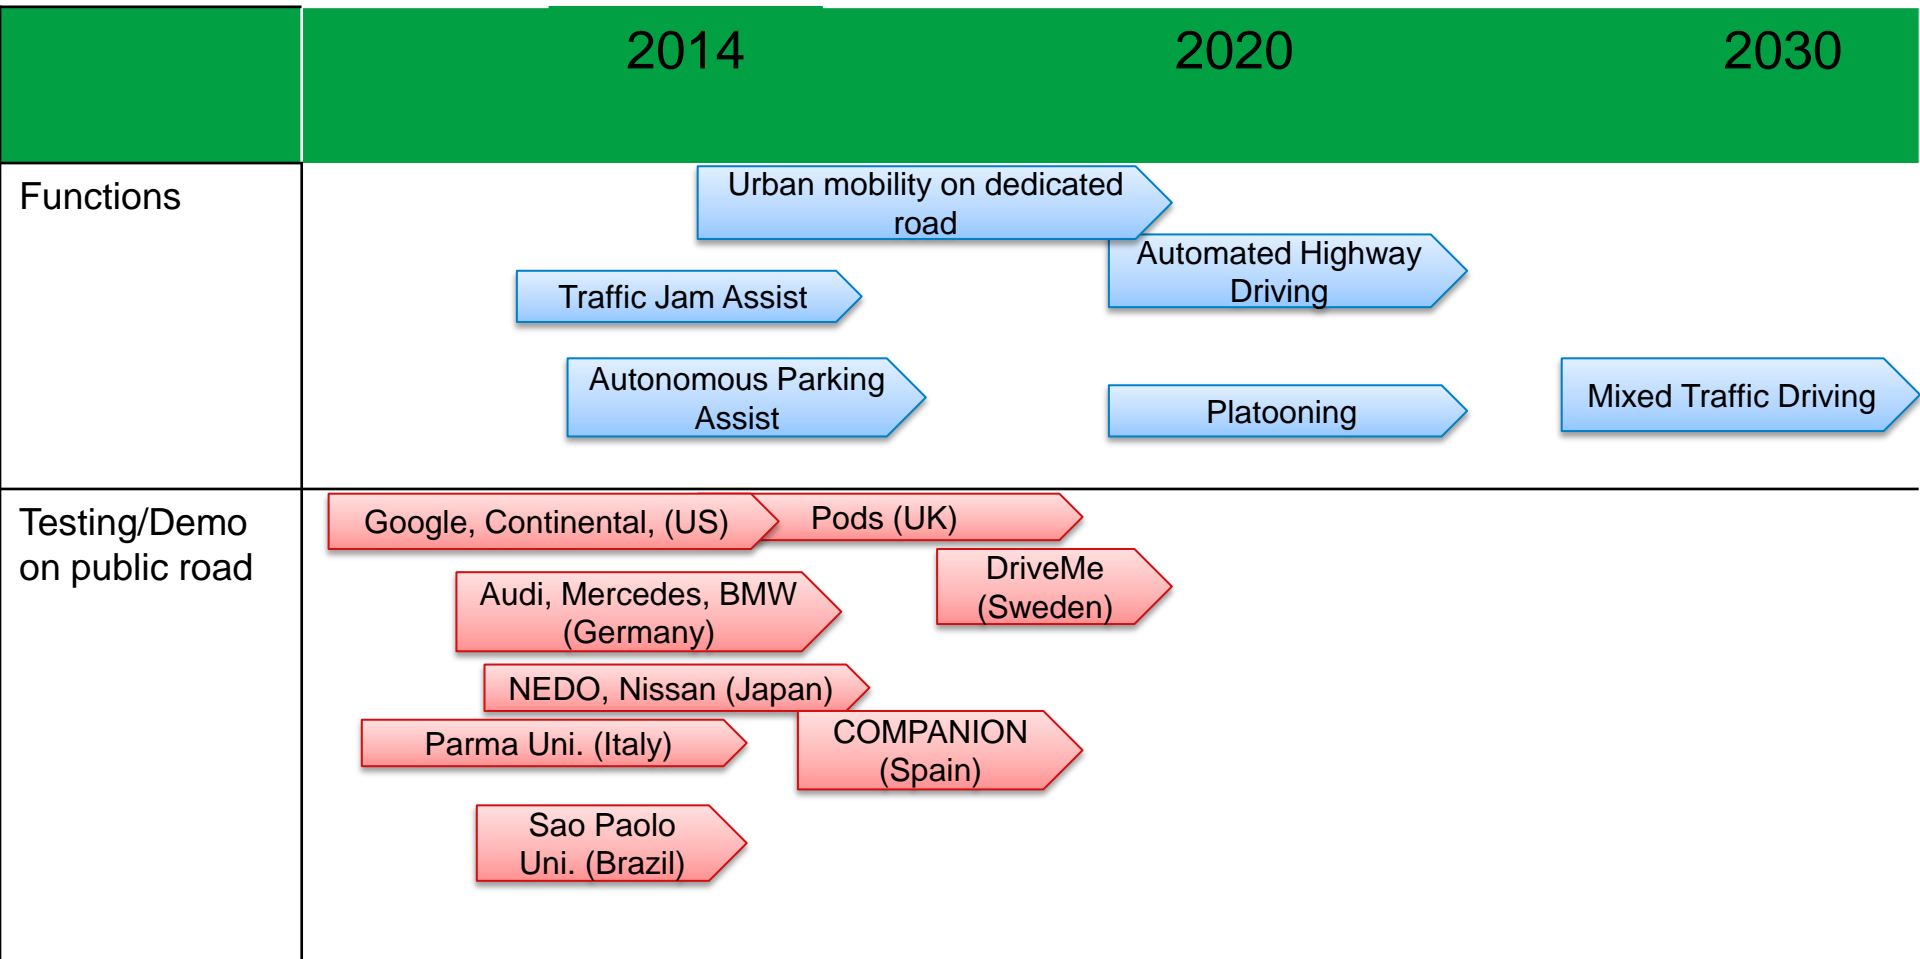 2014
2020
2030
Functions
Urban mobility on dedicated
road
Automated Highway
Driving
Traffic Jam Assist
Autonomous Parking
Assist
Platooning
Mixed Traffic Driving
Testing/Demo
on public road
Google, Continental, (US)
Pods (UK)
DriveMe
(Sweden)
Audi, Mercedes, BMW
(Germany)
NEDO, Nissan (Japan)
Parma Uni. (Italy)
COMPANION
(Spain)
Sao Paolo
Uni. (Brazil)